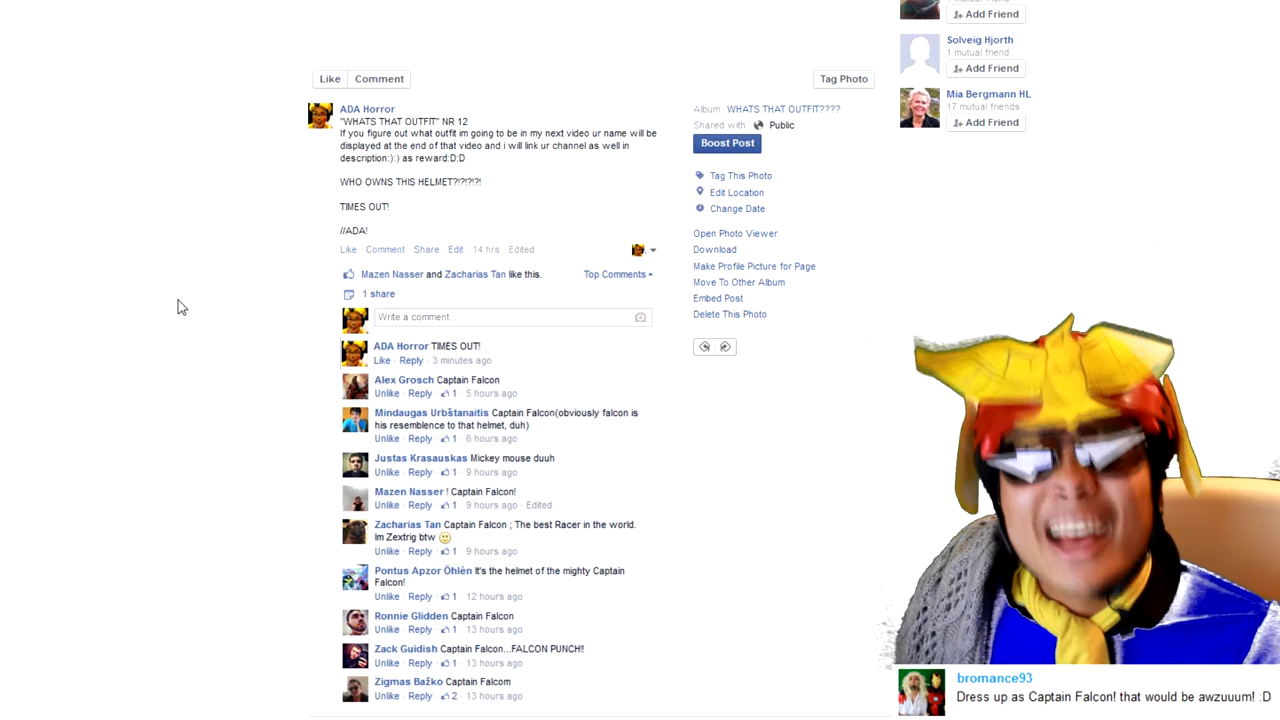 Like Comment
Tag Photo
ADA Horror
"WHATS THAT OUTFIT" NR 12
If you figure out what outfit im going to be in my next video ur name will be
displayed at the end of that video and i will link ur channel as well in
description:):) as reward:D:D
WHO OWNS THIS HELMET?!?!?!?!
TIMES OUT!
//ADA!
Like · Comment · Share · Edit · 14 hrs · Edited
Mazen Nasser and Zacharias Tan like this.
Top Comments
1 share
Write a comment...
ADA Horror TIMES OUT!
Like · Reply · 3 minutes ago
Alex Grosch Captain Falcon
Unlike · Reply · 1 · 5 hours ago
Mindaugas Urbštanaitis Captain Falcon(obviously falcon is
his resemblence to that helmet, duh)
Unlike · Reply · 1 · 6 hours ago
Justas Krasauskas Mickey mouse duuh
Unlike · Reply · 1 · 9 hours ago
Mazen Nasser ! Captain Falcon!
Unlike · Reply · 1 · 9 hours ago · Edited
Zacharias Tan Captain Falcon ; The best Racer in the world.
Im Zextrig btw
Unlike · Reply · 1 · 9 hours ago
Pontus Apzor Öhlén It's the helmet of the mighty Captain
Falcon!
Unlike · Reply · 1 · 12 hours ago
Ronnie Glidden Captain Falcon
Unlike · Reply · 1 · 13 hours ago
Zack Guidish Captain Falcon...FALCON PUNCH!!
Unlike · Reply · 1 · 13 hours ago
Zigmas Bažko Captain Falcom
Unlike · Reply · 2 · 13 hours ago
Album: WHATS THAT OUTFIT????
Shared with: Public
Boost Post
Tag This Photo
Edit Location
Change Date
Open Photo Viewer
Download
Make Profile Picture for Page
Move To Other Album
Embed Post
Delete This Photo
Add Friend
Solveig Hjorth
1 mutual friend
Add Friend
Mia Bergmann HL
17 mutual friends
Add Friend
bromance93
Dress up as Captain Falcon! that would be awzuuum! :D